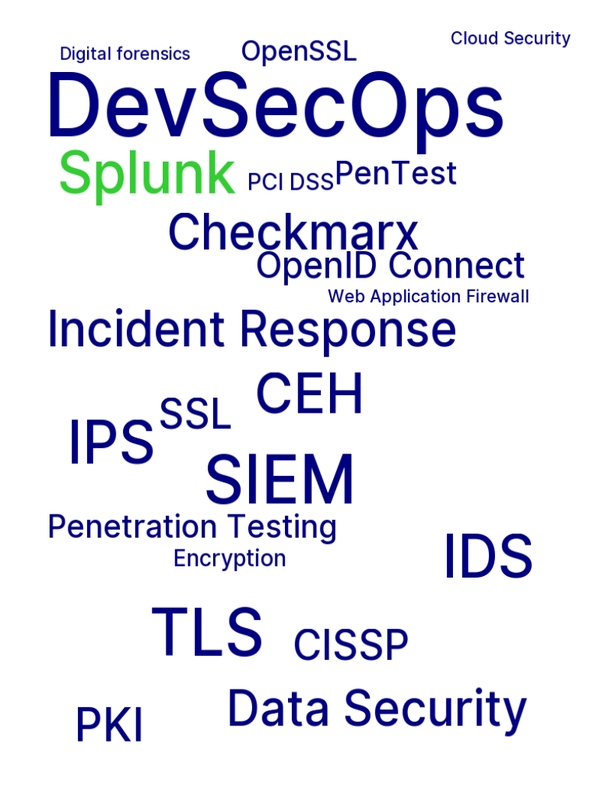 Cloud Security
Digital forensics
OpenSSL
DevSecOps
Splunk
PCI DSS
PenTest
Checkmarx
OpenID Connect
Web Application Firewall
Incident Response
CEH
SSL
IPS
SIEM
Penetration Testing
IDS
Encryption
TLS
CISSP
Data Security
PKI